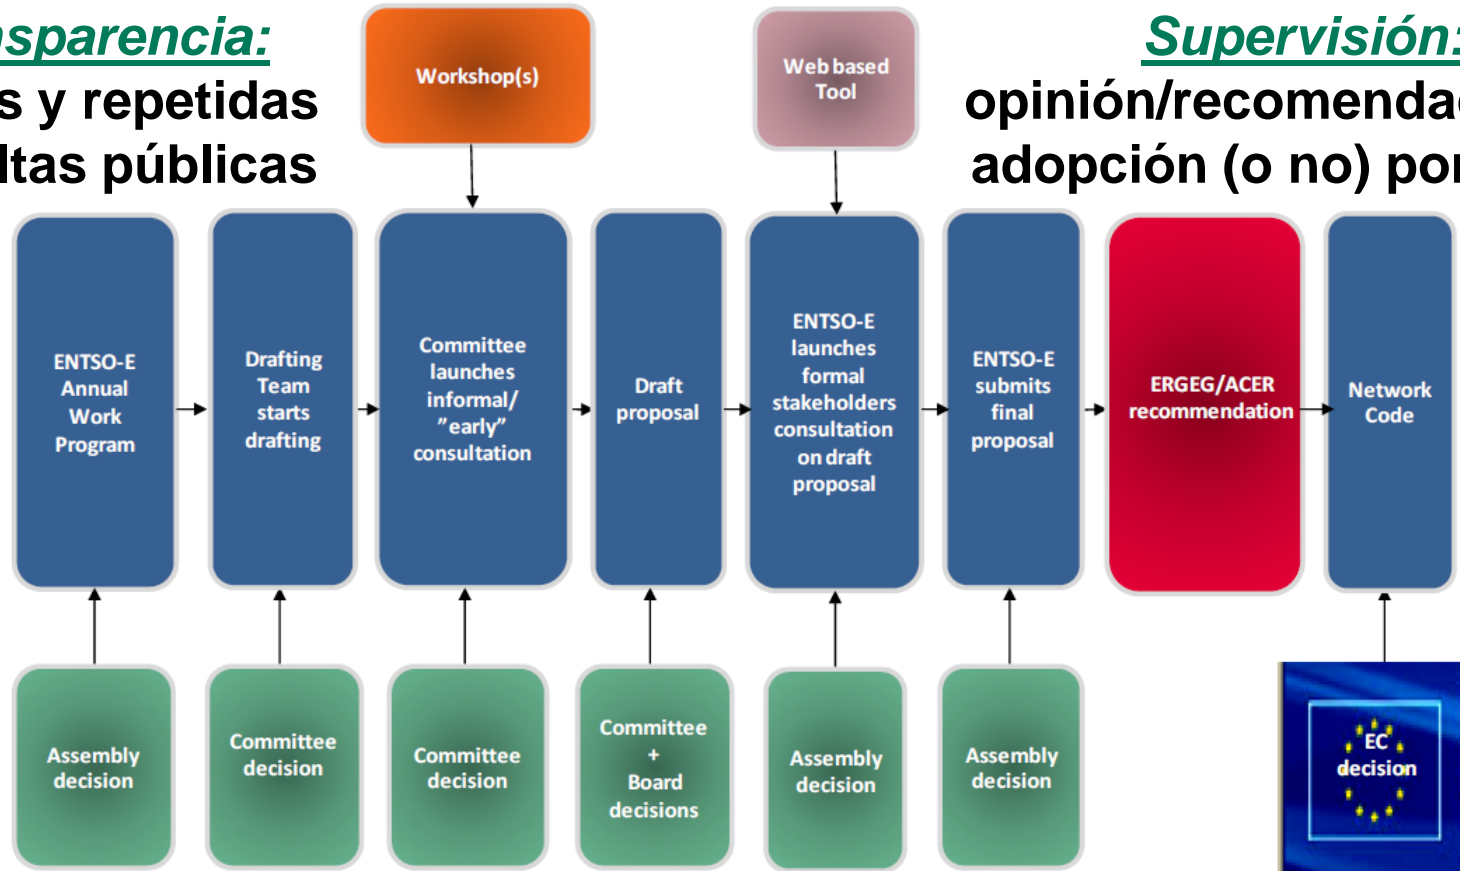 nsparencia:
s y repetidas
ltas públicas
Workshop(s)
Web based
Tool
Supervisión:
opinión/recomendac
adopción (o no) por
ENTSO-E
Annual
Work
Program
Drafting
Team
starts
drafting
Committee
launches
informal/
”early”
consultation
Draft
proposal
ENTSO-E
launches
formal
stakeholders
consultation
on draft
proposal
ENTSO-E
submits
final
proposal
ERGEG/ACER
recommendation
Network
Code
Assembly
decision
Committee
decision
Committee
decision
Committee
+
Board
decisions
Assembly
decision
Assembly
decision
EC
decision